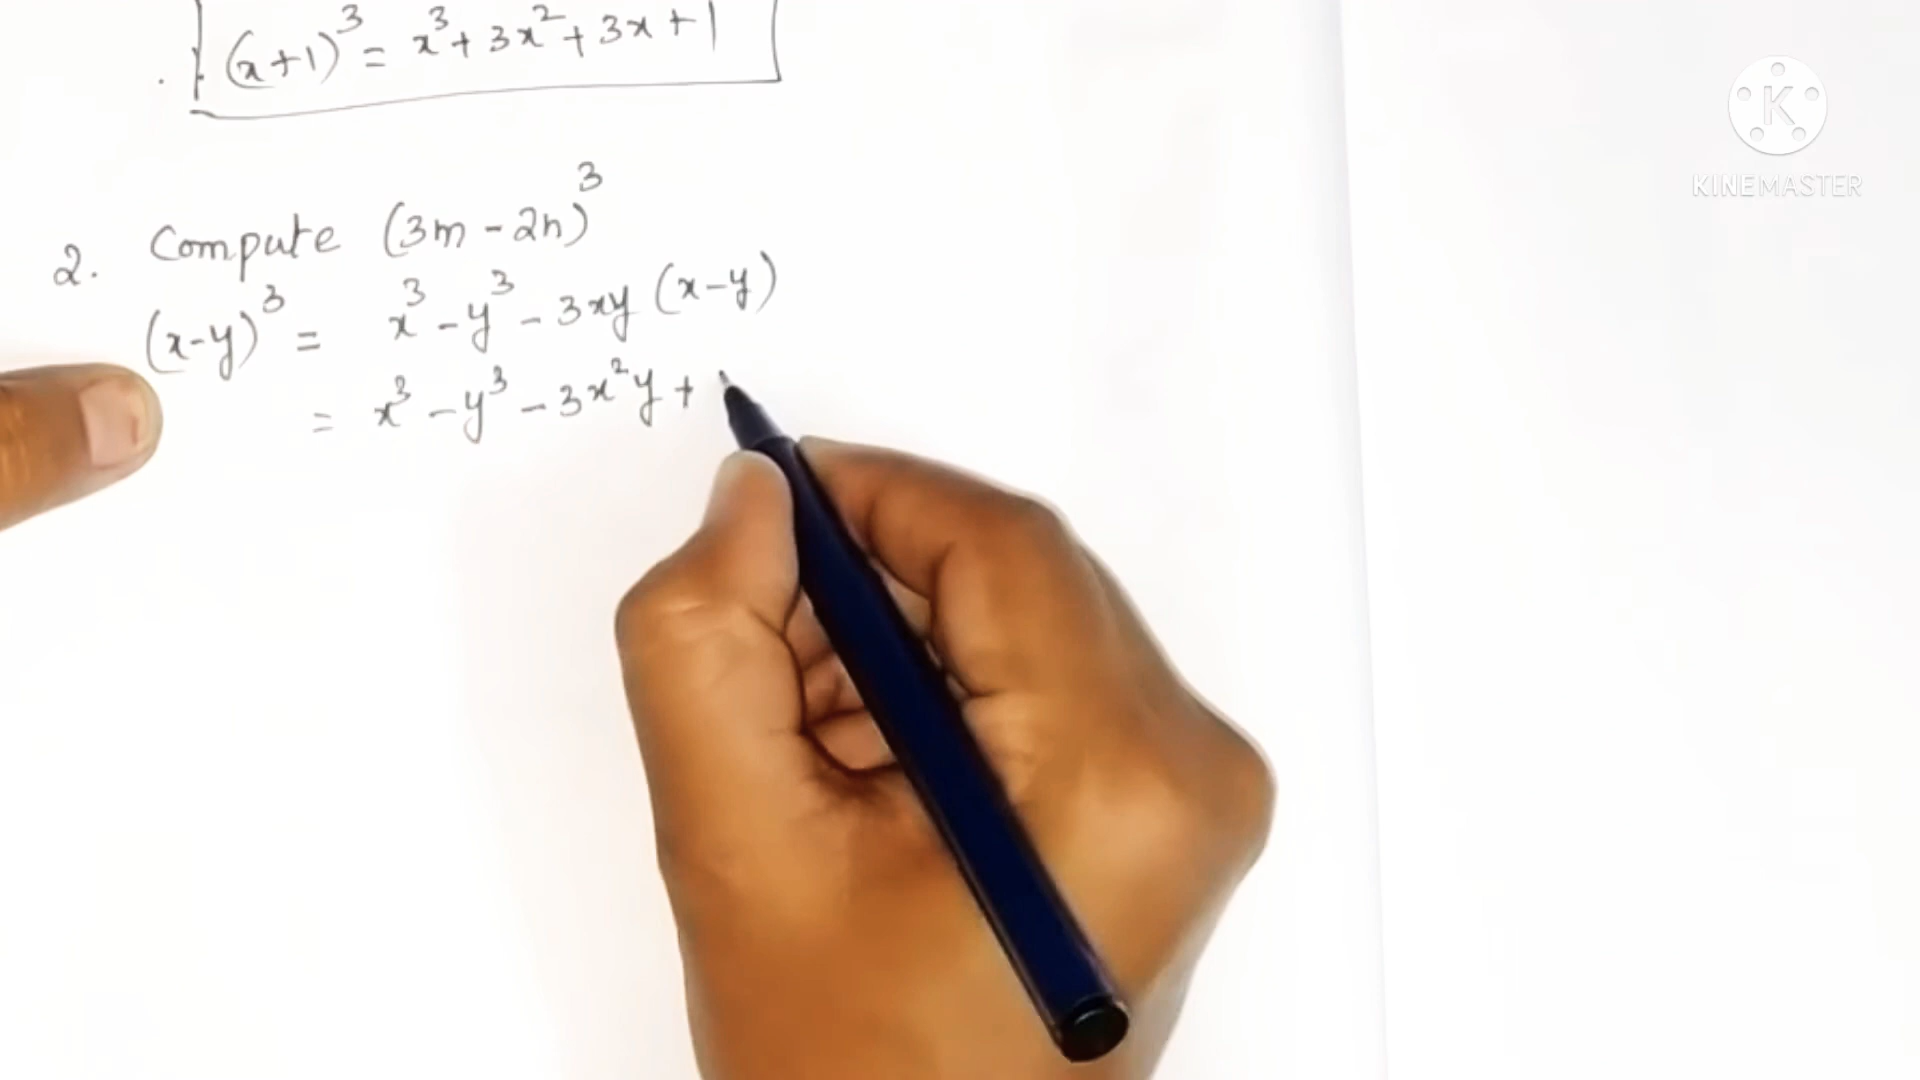 (x+1)³ = x³ + 3x² + 3x + 1
K
KINEMASTER
2. Compute (3m - 2n)³
(x-y)³ = x³ - y³ - 3xy (x-y)
= x³ - y³ - 3x²y +